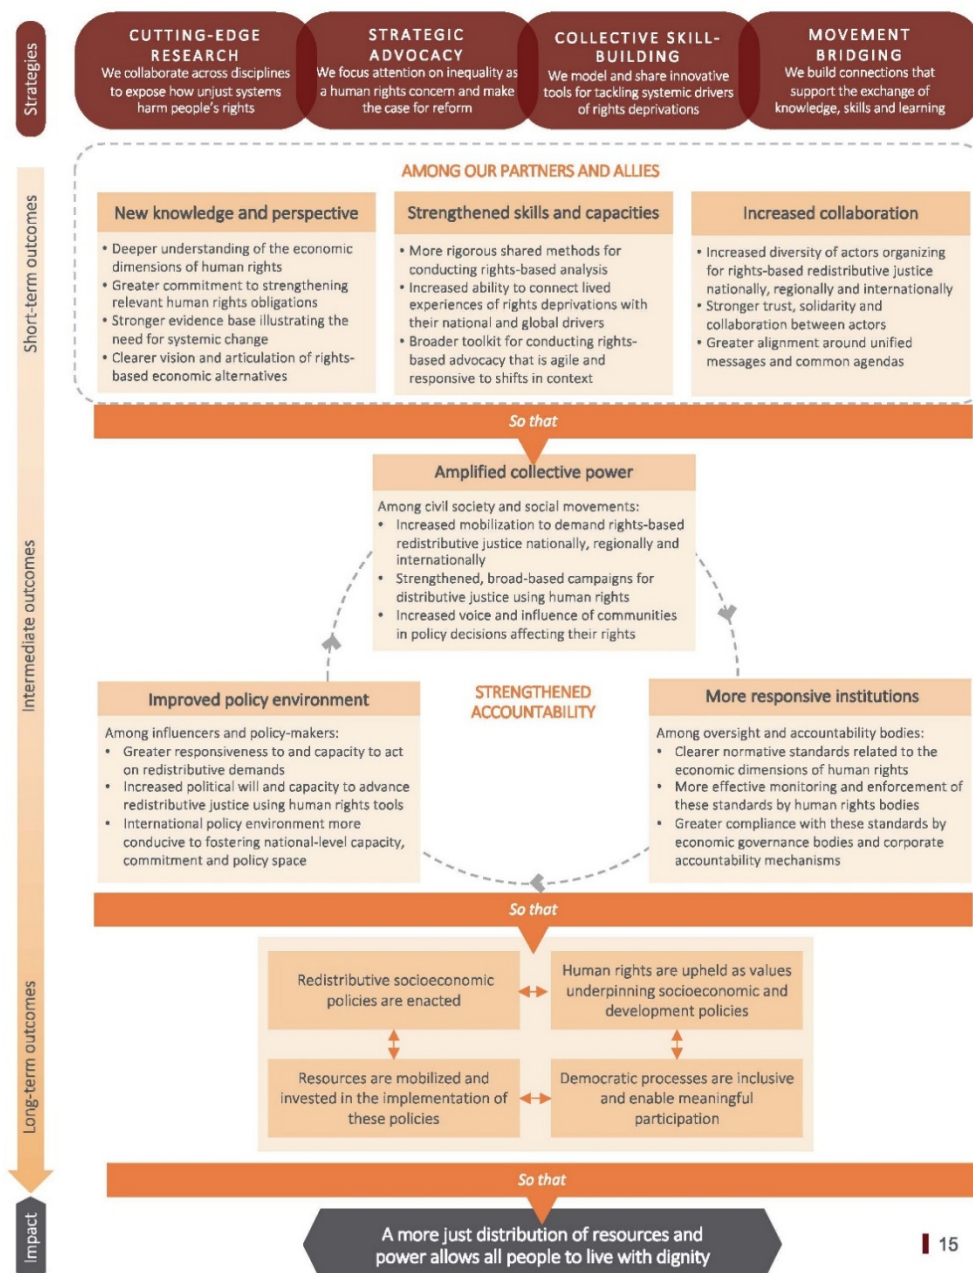 Strategies
CUTTING-EDGE
RESEARCH
We collaborate across disciplines
to expose how unjust systems
harm people's rights
STRATEGIC
ADVOCACY
We focus attention on inequality as
a human rights concern and make
the case for reform
COLLECTIVE SKILL-
BUILDING
We model and share innovative
tools for tackling systemic drivers
of rights deprivations
MOVEMENT
BRIDGING
We build connections that
support the exchange of
knowledge, skills and learning
Short-term outcomes
AMONG OUR PARTNERS AND ALLIES
New knowledge and perspective
• Deeper understanding of the economic
dimensions of human rights
• Greater commitment to strengthening
relevant human rights obligations
• Stronger evidence base illustrating the
need for systemic change
• Clearer vision and articulation of rights-
based economic alternatives
Strengthened skills and capacities
• More rigorous shared methods for
conducting rights-based analysis
• Increased ability to connect lived
experiences of rights deprivations with
their national and global drivers
• Broader toolkit for conducting rights-
based advocacy that is agile and
responsive to shifts in context
Increased collaboration
• Increased diversity of actors organizing
for rights-based redistributive justice
nationally, regionally and internationally
• Stronger trust, solidarity and
collaboration between actors
• Greater alignment around unified
messages and common agendas
So that
Intermediate outcomes
Amplified collective power
Among civil society and social movements:
• Increased mobilization to demand rights-based
redistributive justice nationally, regionally and
internationally
• Strengthened, broad-based campaigns for
distributive justice using human rights
• Increased voice and influence of communities
in policy decisions affecting their rights
Improved policy environment
Among influencers and policy-makers:
• Greater responsiveness to and capacity to act
on redistributive demands
• Increased political will and capacity to advance
redistributive justice using human rights tools
• International policy environment more
conducive to fostering national-level capacity,
commitment and policy space
STRENGTHENED
ACCOUNTABILITY
More responsive institutions
Among oversight and accountability bodies:
• Clearer normative standards related to the
economic dimensions of human rights
• More effective monitoring and enforcement of
these standards by human rights bodies
• Greater compliance with these standards by
economic governance bodies and corporate
accountability mechanisms
So that
Long-term outcomes
Redistributive socioeconomic
policies are enacted
Human rights are upheld as values
underpinning socioeconomic and
development policies
Resources are mobilized and
invested in the implementation of
these policies
Democratic processes are inclusive
and enable meaningful
participation
So that
Impact
A more just distribution of resources and
power allows all people to live with dignity
15